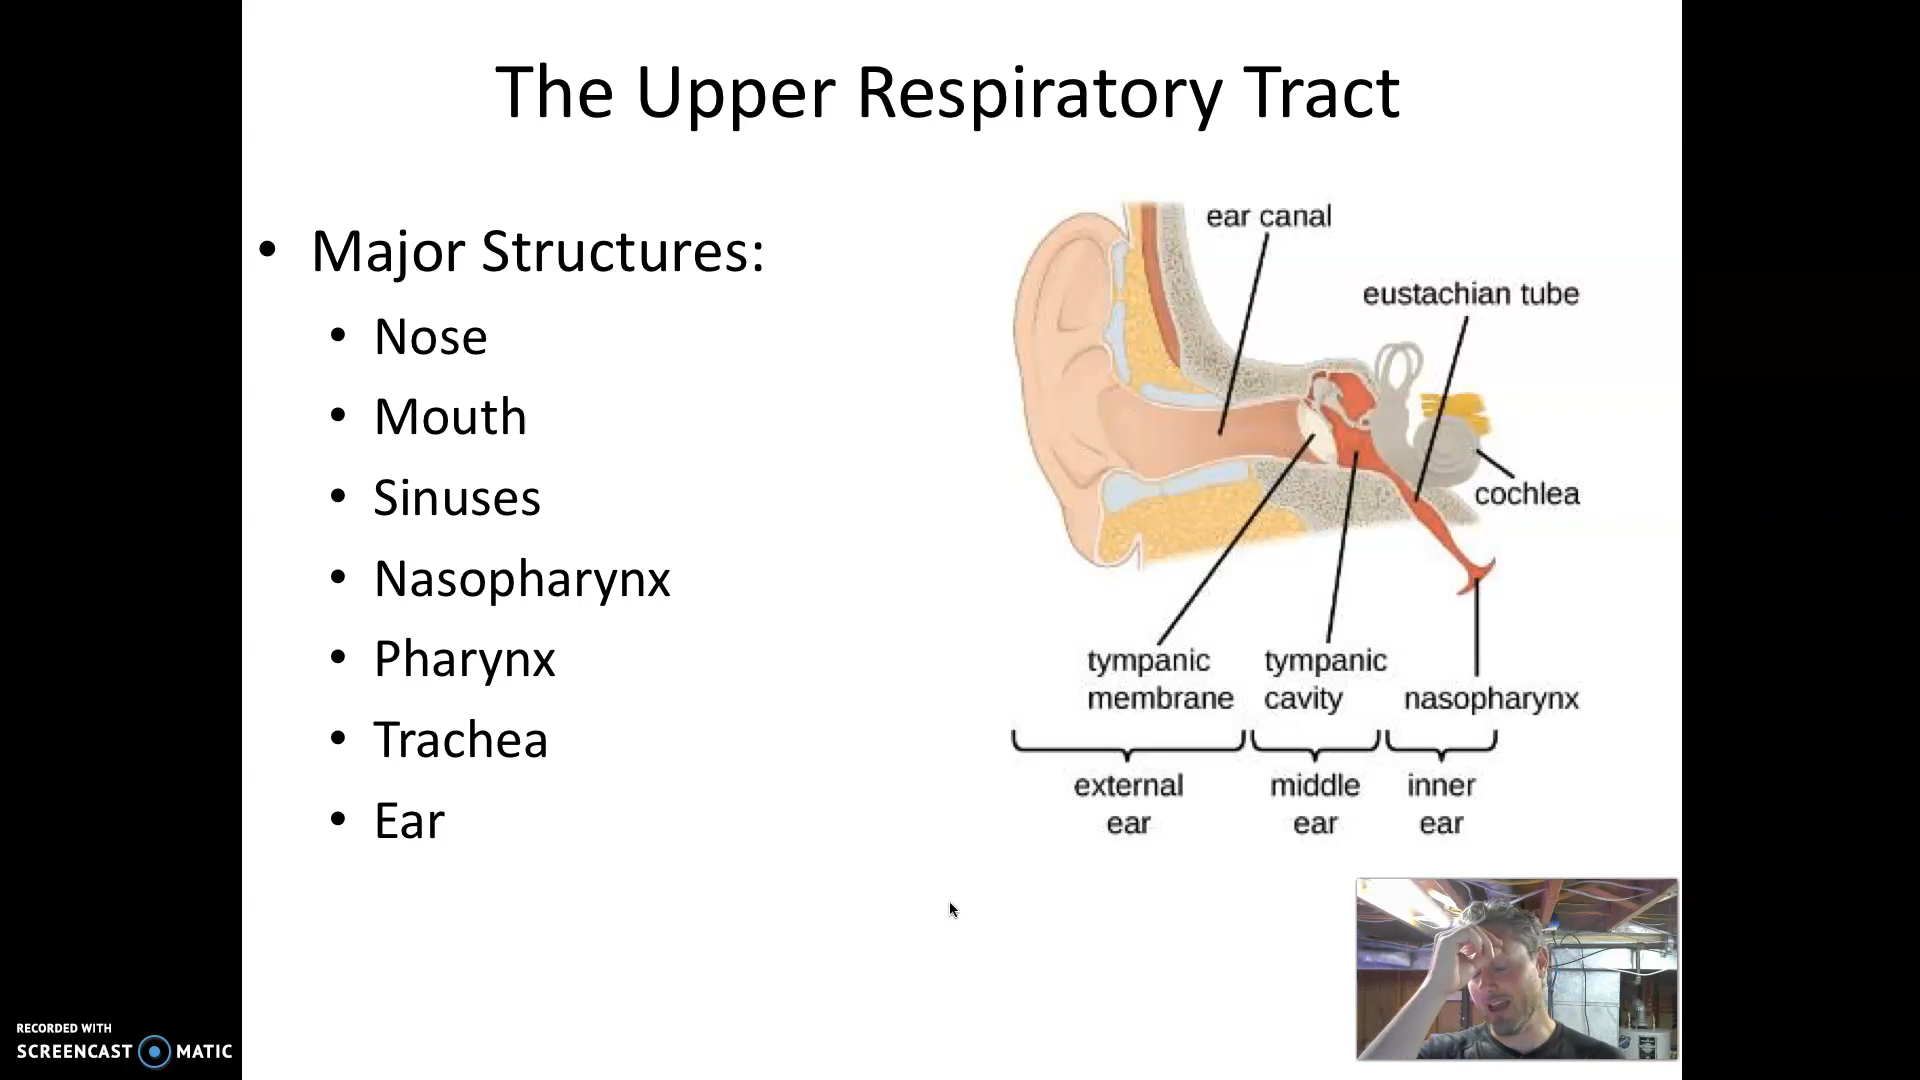 The Upper Respiratory Tract
• Major Structures:
• Nose
• Mouth
• Sinuses
• Nasopharynx
• Pharynx
• Trachea
• Ear
ear canal
eustachian tube
cochlea
tympanic membrane
tympanic cavity
nasopharynx
external ear
middle ear
inner ear
RECORDED WITH
SCREENCAST MATIC